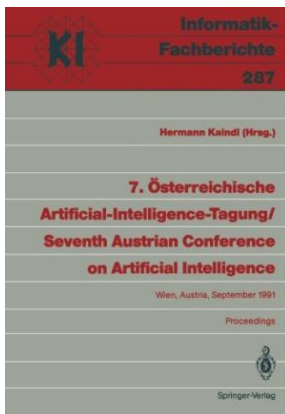 KI
Informatik-
Fachberichte
287
Hermann Kaindl (Hrsg.)
7. Österreichische
Artificial-Intelligence-Tagung/
Seventh Austrian Conference
on Artificial Intelligence
Wien, Austria, September 1991
Proceedings
Springer-Verlag